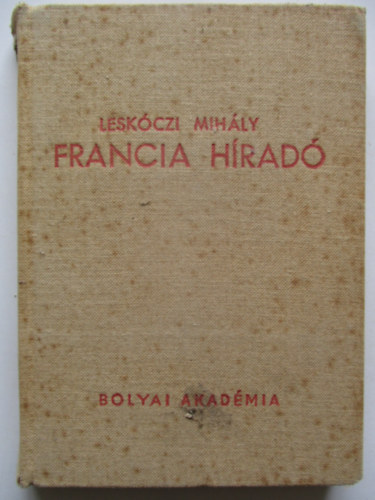 LESKÓCZI MIHÁLY
FRANCIA HÍRADÓ
BOLYAI AKADÉMIA